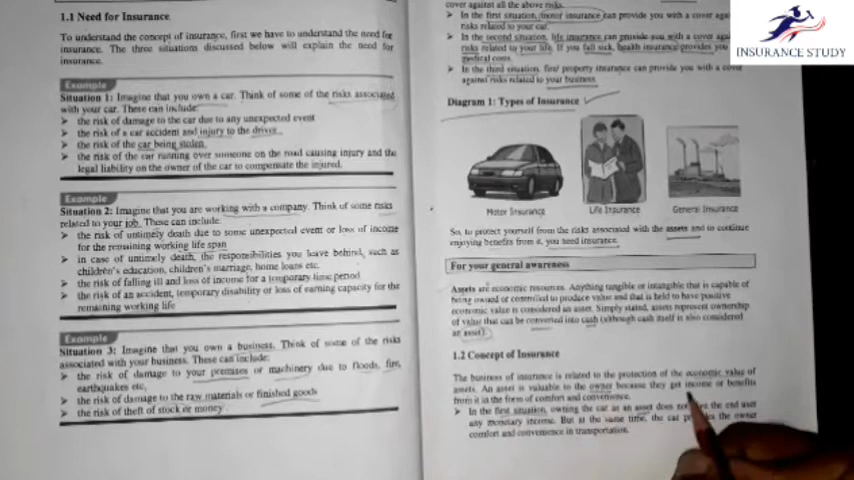 1.1 Need for Insurance
To understand the concept of insurance, first we have to understand the need for
insurance. The three situations discussed below will explain the need for
insurance.
Example
Situation 1: Imagine that you own a car. Think of some of the risks associated
with your car. These can include:
➤ the risk of damage to the car due to any unexpected event
➤ the risk of a car accident and injury to the driver
➤ the risk of the car being stolen
➤ the risk of the car running over someone on the road causing injury and the
legal liability on the owner of the car to compensate the injured.
Example
Situation 2: Imagine that you are working with a company. Think of some risks
related to your job. These can include:
➤ the risk of untimely death due to some unexpected event or loss of income
for the remaining working life span
➤ in case of untimely death, the responsibilities you leave behind, such as
children's education, children's marriage, home loans etc.
➤ the risk of falling ill and loss of income for a temporary time period
➤ the risk of an accident, temporary disability or loss of earning capacity for the
remaining working life
Example
Situation 3: Imagine that you own a business. Think of some of the risks
associated with your business. These can include:
➤ the risk of damage to your premises or machinery due to floods, fire,
earthquakes etc.
➤ the risk of damage to the raw materials or finished goods
➤ the risk of theft of stock or money
cover against all the above risks.
➤ In the first situation, motor insurance can provide you with a cover
risks related to your car
➤ In the second situation, life insurance can provide you with a cover
risks related to your life. If you fall sick, health insurance provides you
medical costs
➤ In the third situation, fire/ property insurance can provide you with a cover
against risks related to your business
Diagram 1: Types of Insurance
Motor Insurance
Life Insurance
General Insurance
So, to protect yourself from the risks associated with the assets and to continue
enjoying benefits from it, you need insurance.
For your general awareness
Assets are economic resources. Anything tangible or intangible that is capable of
being owned or controlled to produce value and that is held to have positive
economic value is considered an asset. Simply stated, assets represent ownership
of value that can be converted into cash (although cash itself is also considered
an asset).
1.2 Concept of Insurance
The business of insurance is related to the protection of the economic value of
assets. An asset is valuable to the owner because they get income or benefits
from it in the form of comfort and convenience.
➤ In the first situation, owning the car as an asset does not the end user
any monetary income. But at the same time, the car the owner
comfort and convenience in transportation.
INSURANCE STUDY